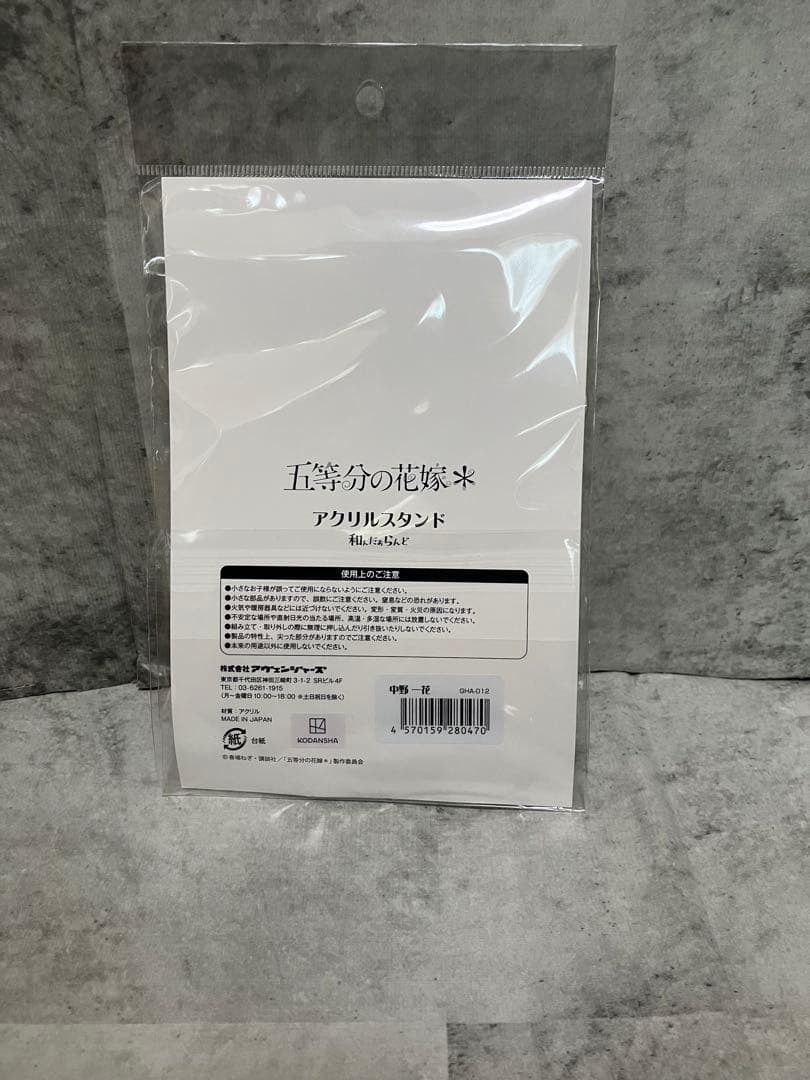 五等分の花嫁＊
アクリルスタンド
和んだぁらんど
使用上のご注意
●小さなお子様が誤ってご使用にならないようにご注意ください。
●小さな部品がありますので、誤飲にご注意ください。窒息などの恐れがあります。
●火気や暖房器具などには近づけないでください。変形・変質・火災の原因になります。
●不安定な場所や直射日光の当たる場所、高温・多湿な場所には放置しないでください。
●組み立て・取り外しの際に無理に押し込んだり引き抜いたりしないでください。
●製品の特性上、尖った部分がありますのでご注意ください。
●本来の用途以外に使用しないでください。
株式会社アヴェンジャーズ
東京都千代田区神田三崎町3-1-2 SRビル4F
TEL：03-6261-1915
(月～金曜日10:00～18:00 ※土日祝日を除く)
材質：アクリル
MADE IN JAPAN
紙 台紙
KODANSHA
中野 一花 GHA-012
4 570159 280470
©春場ねぎ・講談社／「五等分の花嫁＊」製作委員会